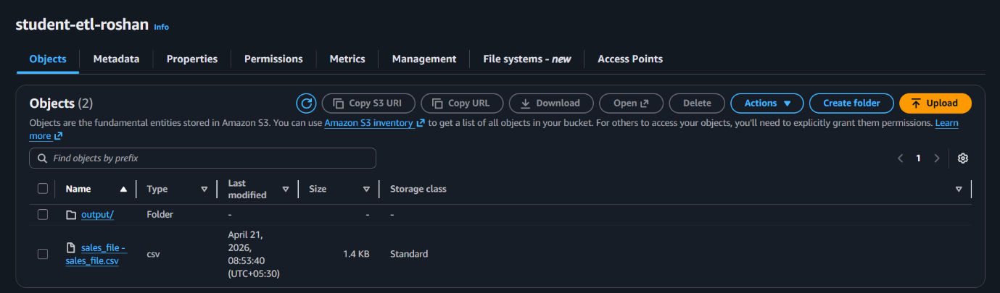 student-etl-roshan Info
Objects Metadata Properties Permissions Metrics Management File systems - new Access Points
Objects (2) Copy S3 URI Copy URL Download Open Delete Actions Create folder Upload
Objects are the fundamental entities stored in Amazon S3. You can use Amazon S3 inventory to get a list of all objects in your bucket. For others to access your objects, you'll need to explicitly grant them permissions. Learn
more
Find objects by prefix 1
Name Type Last
modified Size Storage class
output/ Folder - - -
sales_file -
sales_file.csv csv April 21,
2026,
08:53:40
(UTC+05:30) 1.4 KB Standard